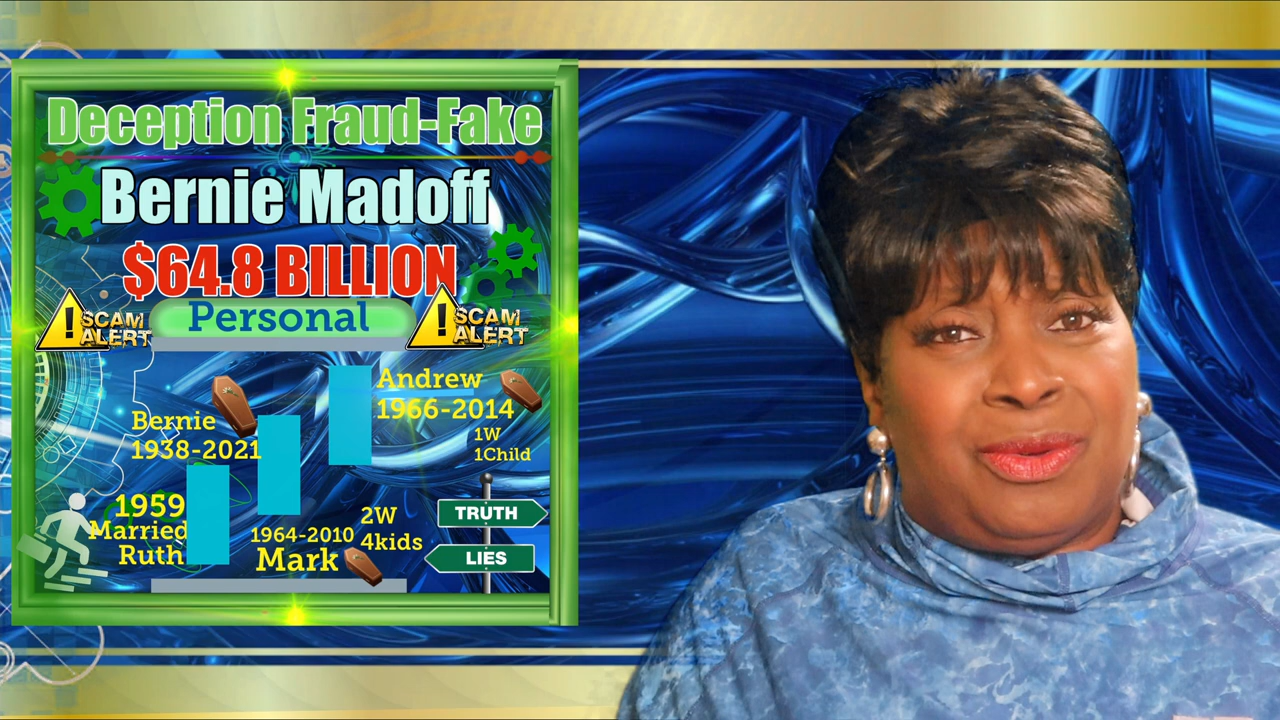 Deception Fraud-Fake
Bernie Madoff
$64.8 BILLION
! SCAM
ALERT
Personal
! SCAM
ALERT
Andrew
1966-2014
1W
1Child
Bernie
1938-2021
1959
Married
Ruth
1964-2010
Mark
2W
4kids
TRUTH
LIES